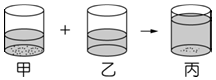 + →
甲 乙 丙